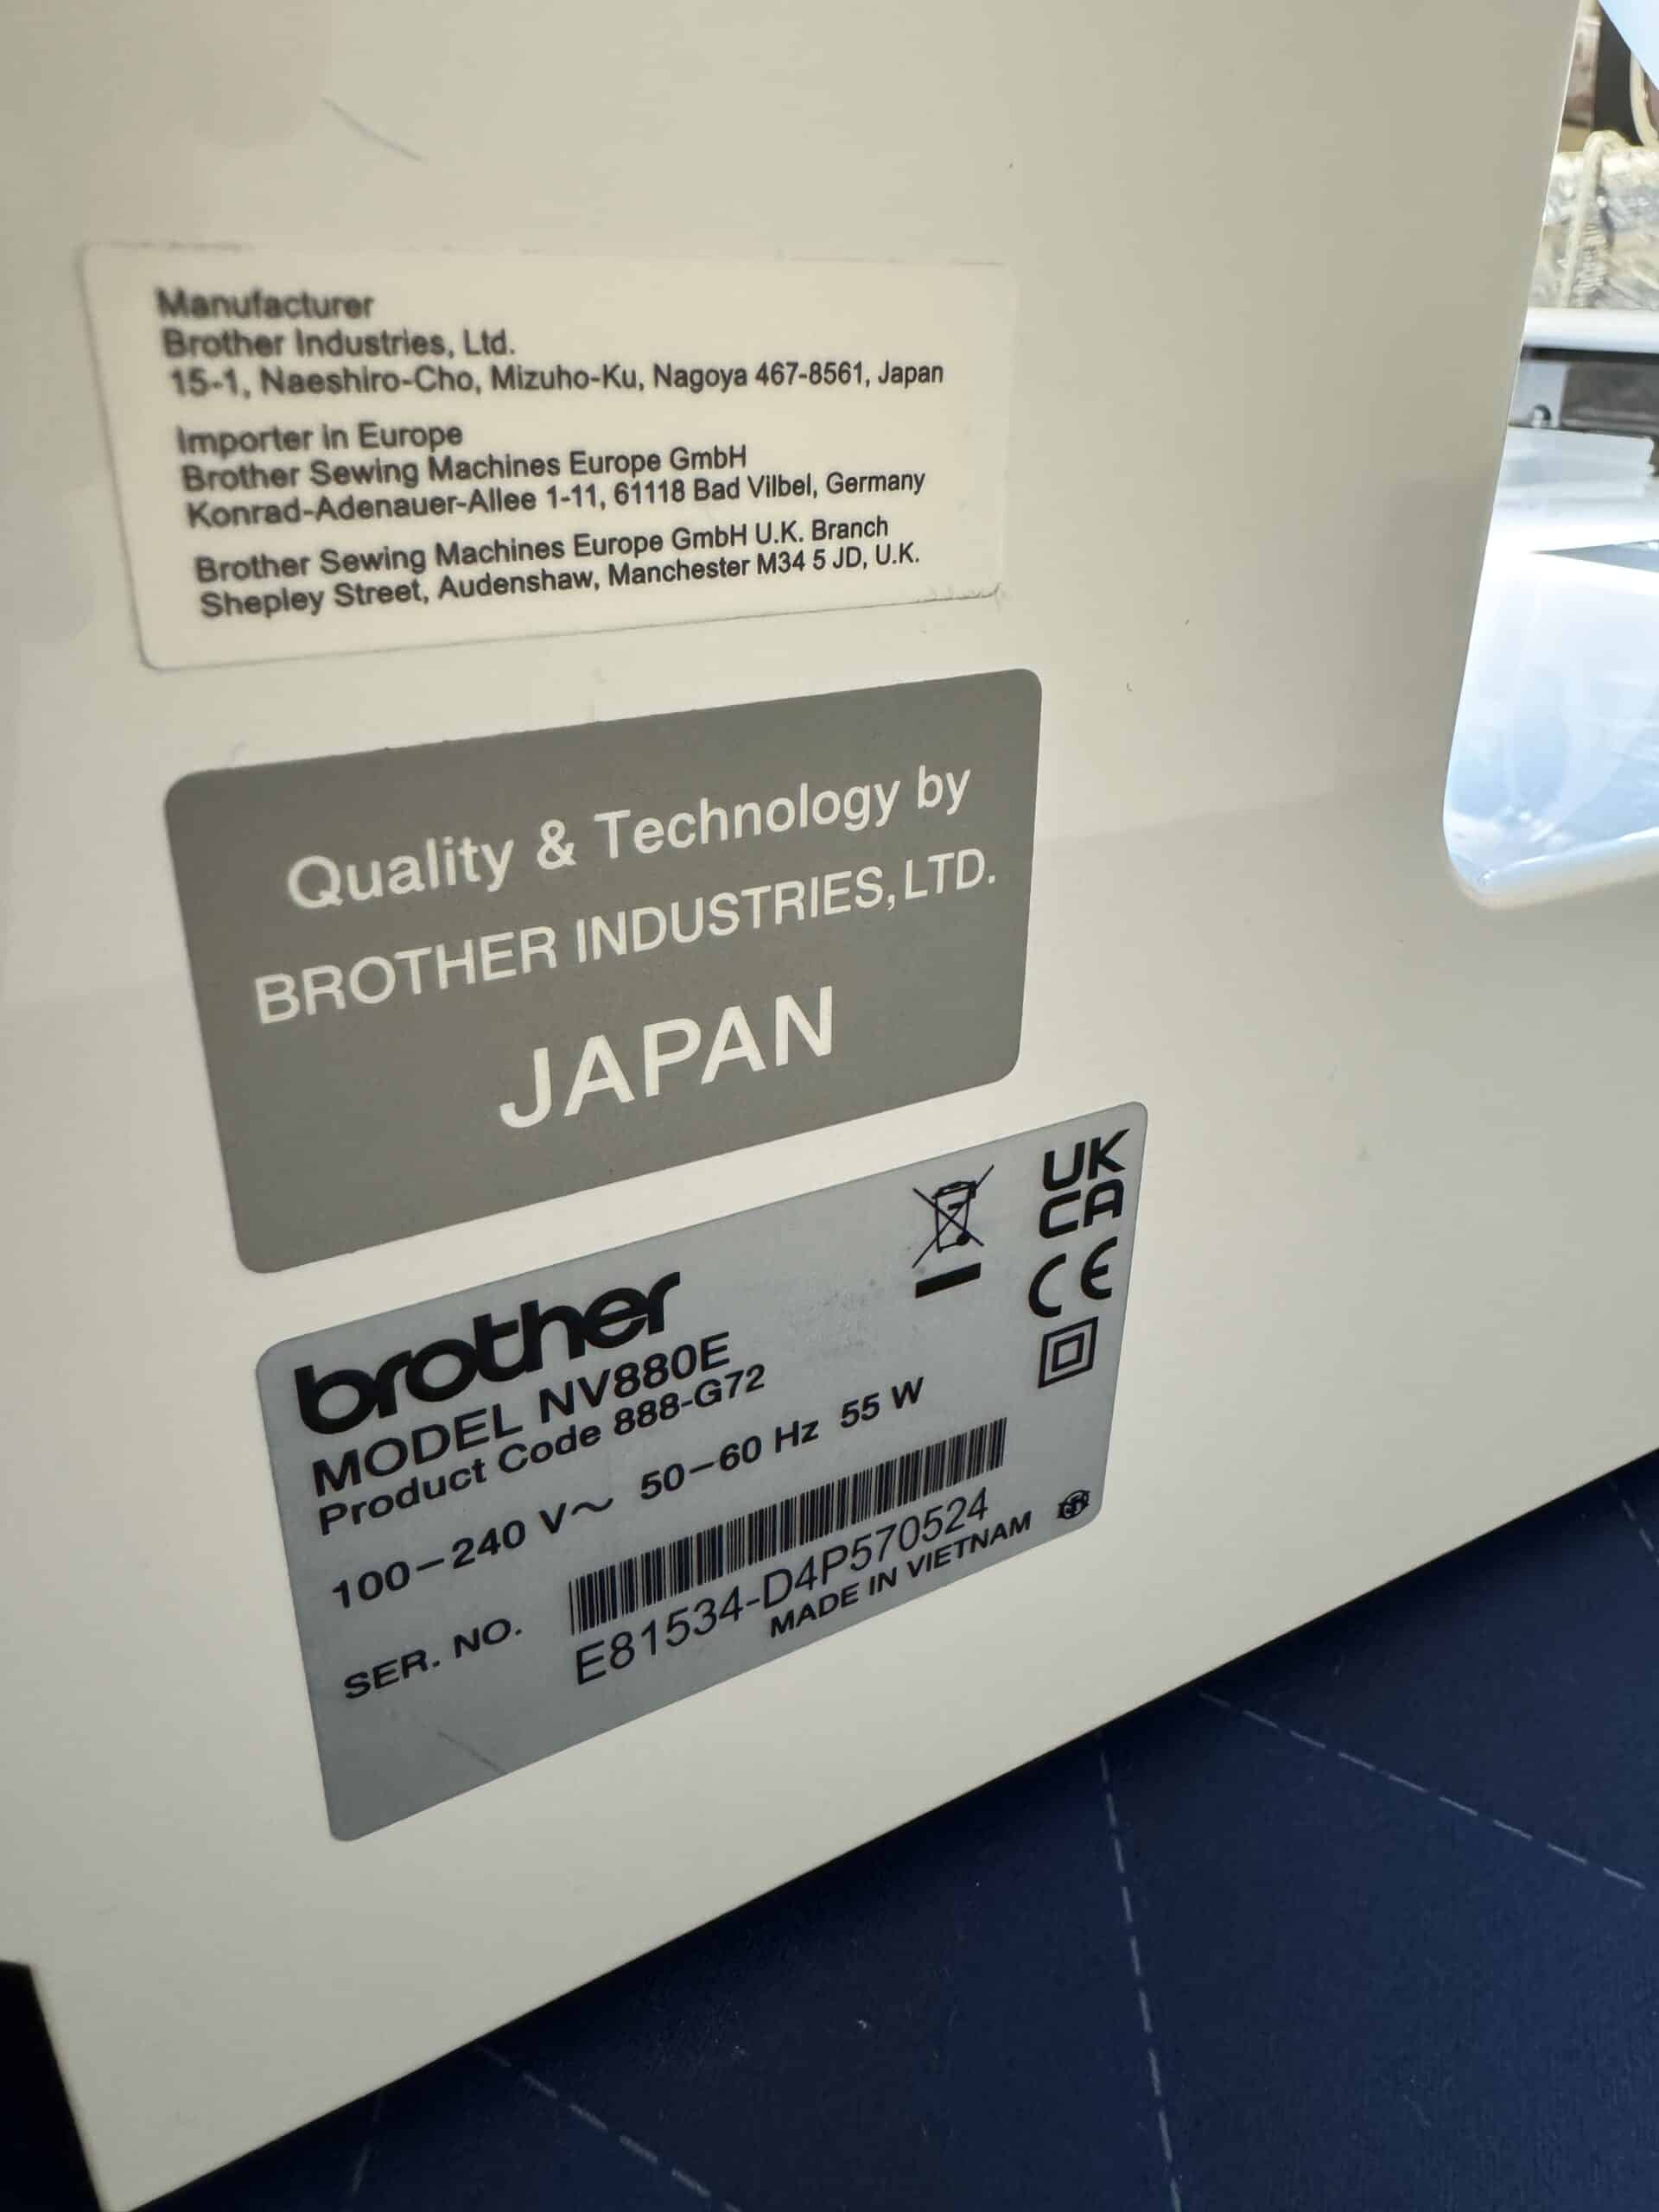 Manufacturer
Brother Industries, Ltd.
15-1, Naeshiro-Cho, Mizuho-Ku, Nagoya 467-8561, Japan
Importer in Europe
Brother Sewing Machines Europe GmbH
Konrad-Adenauer-Allee 1-11, 61118 Bad Vilbel, Germany
Brother Sewing Machines Europe GmbH U.K. Branch
Shepley Street, Audenshaw, Manchester M34 5 JD, U.K.
Quality & Technology by
BROTHER INDUSTRIES, LTD.
JAPAN
brother
MODEL NV880E
Product Code 888-G72
100-240 V~ 50-60 Hz 55 W
UK
CA
CE
SER. NO.
E81534-D4P570524
MADE IN VIETNAM